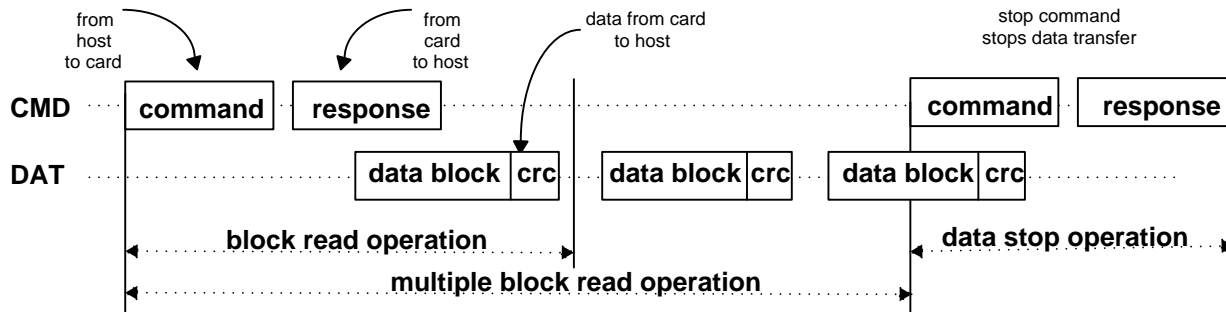 from
host
to card
from
card
to host
data from card
to host
stop command
stops data transfer
CMD command response command response
DAT data block crc data block crc data block crc
block read operation data stop operation
multiple block read operation